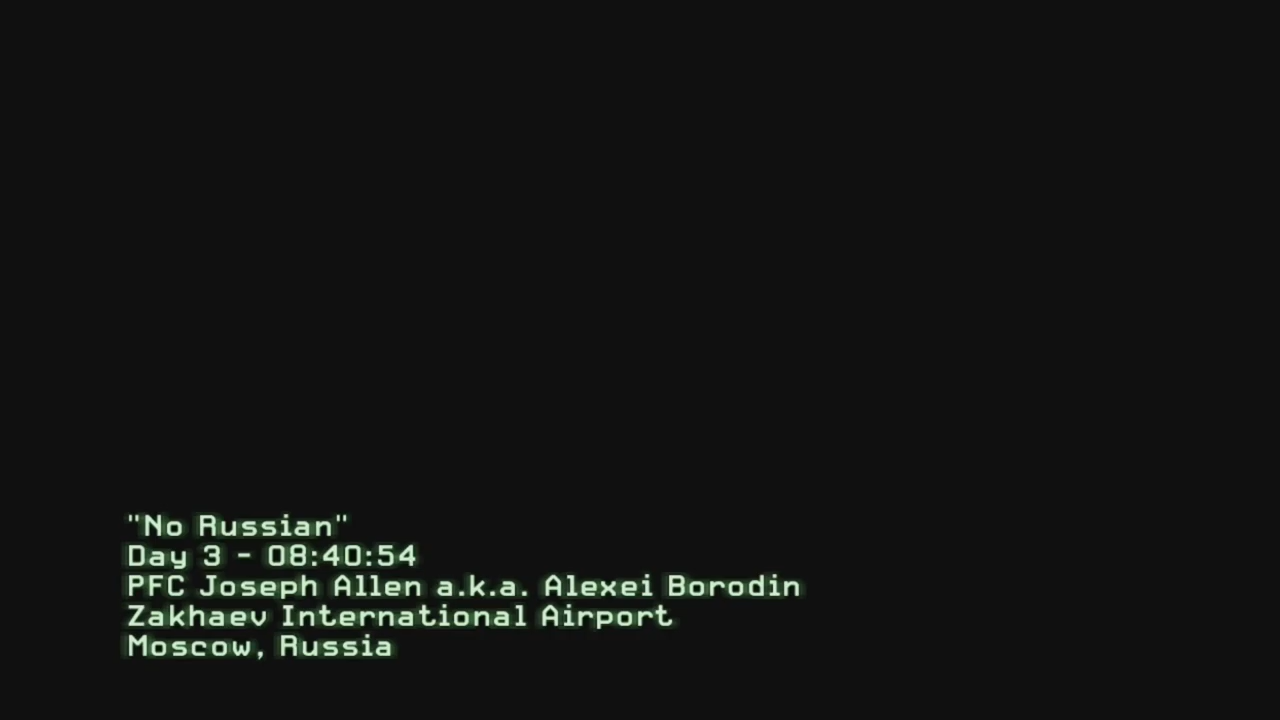 "No Russian"
Day 3 - 08:40:54
PFC Joseph Allen a.k.a. Alexei Borodin
Zakhaev International Airport
Moscow, Russia